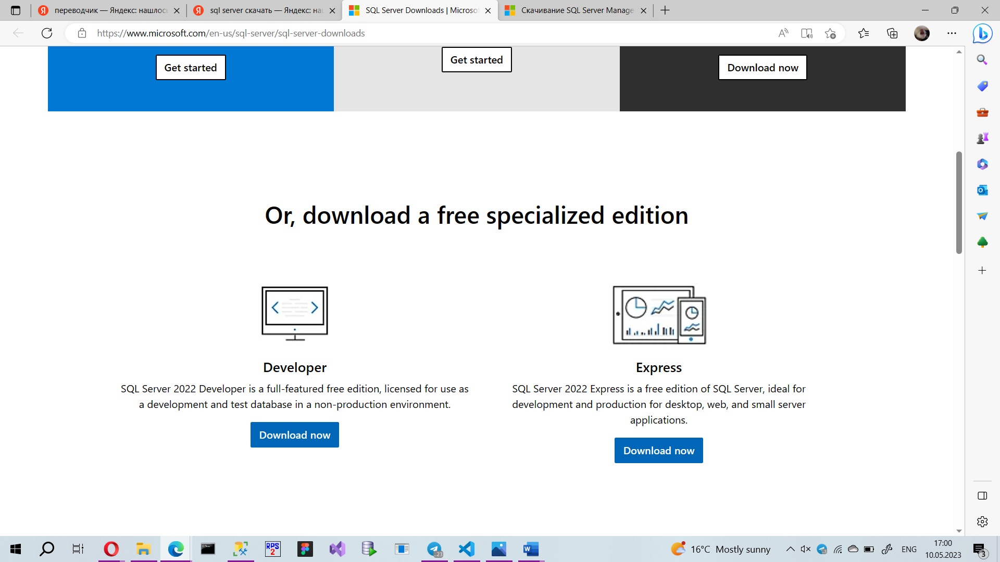 переводчик — Яндекс: нашлось
sql server скачать — Яндекс: на
SQL Server Downloads | Microsof
Скачивание SQL Server Manage
https://www.microsoft.com/en-us/sql-server/sql-server-downloads
Get started
Get started
Download now
Or, download a free specialized edition
Developer
SQL Server 2022 Developer is a full-featured free edition, licensed for use as
a development and test database in a non-production environment.
Download now
Express
SQL Server 2022 Express is a free edition of SQL Server, ideal for
development and production for desktop, web, and small server
applications.
Download now
RPS
2
..23
16°C Mostly sunny
ENG
17:00
10.05.2023
3